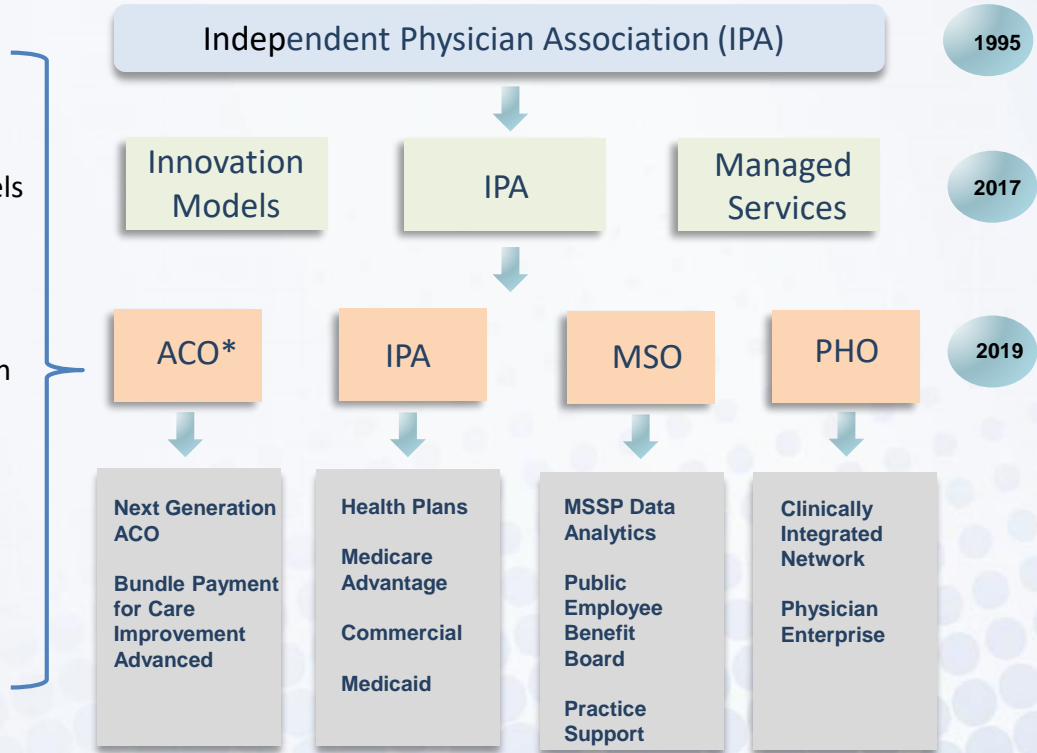 Independent Physician Association (IPA)
1995
Innovation
Models
IPA
Managed
Services
2017
ACO*
IPA
MSO
PHO
2019
Next Generation
ACO
Bundle Payment
for Care
Improvement
Advanced
Health Plans
Medicare
Advantage
Commercial
Medicaid
MSSP Data
Analytics
Public
Employee
Benefit
Board
Practice
Support
Clinically
Integrated
Network
Physician
Enterprise